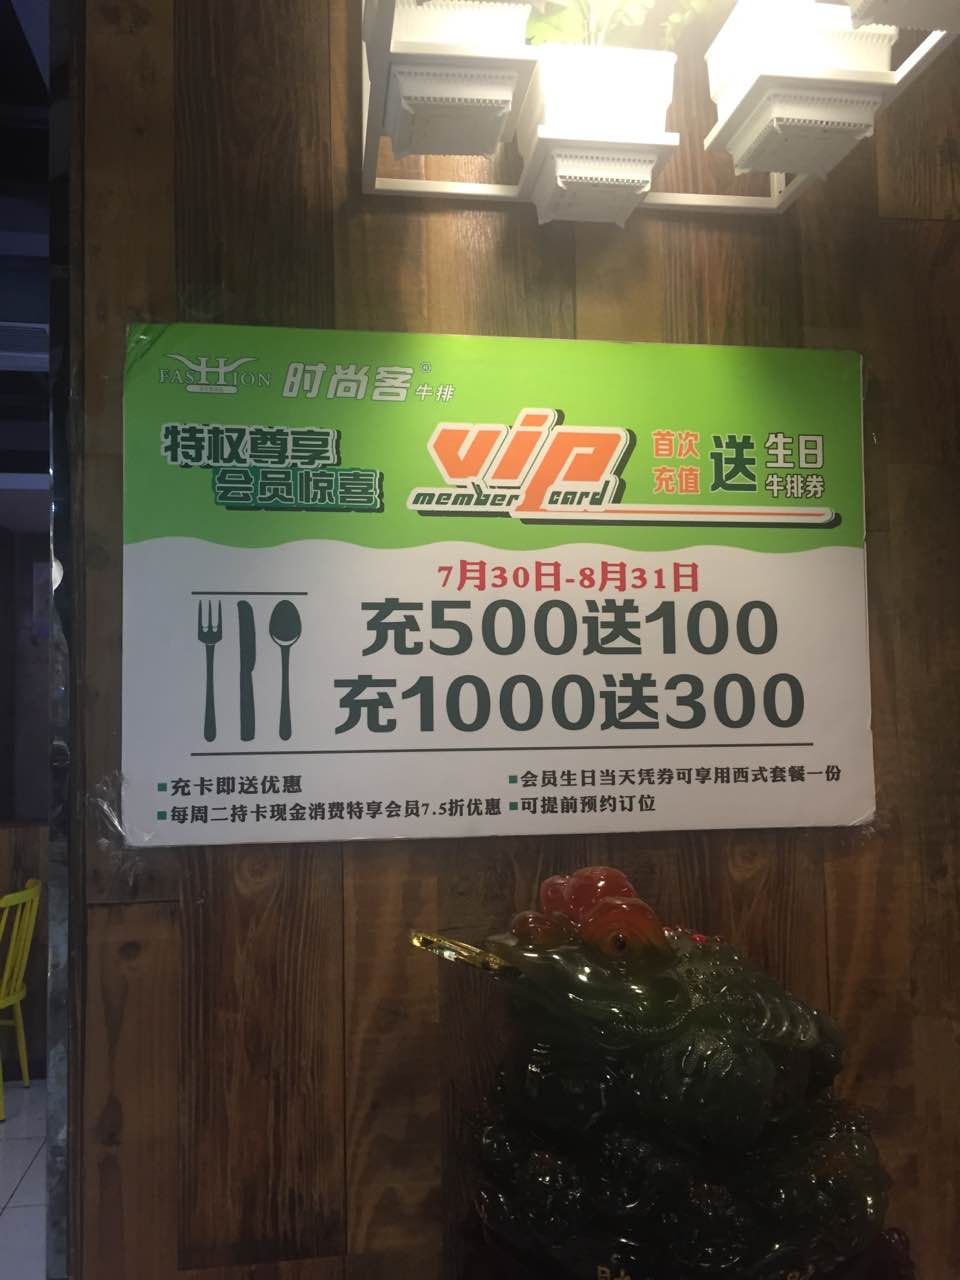 FASHION 时尚客®牛排
特权尊享
会员惊喜
vip
member card
首次
充值
送
生日
牛排券
7月30日-8月31日
充500送100
充1000送300
▪充卡即送优惠
▪每周二持卡现金消费特享会员7.5折优惠
▪会员生日当天凭券可享用西式套餐一份
▪可提前预约订位